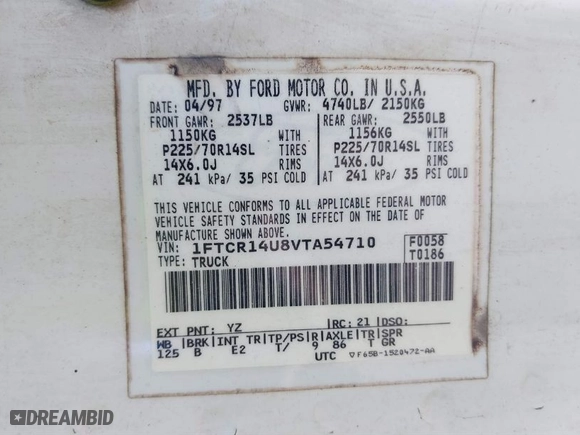 MFD. BY FORD MOTOR CO. IN U.S.A.
DATE: 04/97 GVWR: 4740LB/ 2150KG
FRONT GAWR: 2537LB REAR GAWR: 2550LB
1150KG WITH 1156KG WITH
P225/70R14SL TIRES P225/70R14SL TIRES
14X6.0J RIMS 14X6.0J RIMS
AT 241 kPa/ 35 PSI COLD AT 241 kPa/ 35 PSI COLD
THIS VEHICLE CONFORMS TO ALL APPLICABLE FEDERAL MOTOR
VEHICLE SAFETY STANDARDS IN EFFECT ON THE DATE OF
MANUFACTURE SHOWN ABOVE.
VIN: 1FTCR14U8VTA54710 F0058
TYPE: TRUCK T0186
EXT PNT: YZ RC: 21 DSO:
WB BRK INT TR TP/PS R AXLE TR SPR
125 B E2 T/ 9 86 T GR
UTC ▽F65B-1520472-AA
DREAMBID